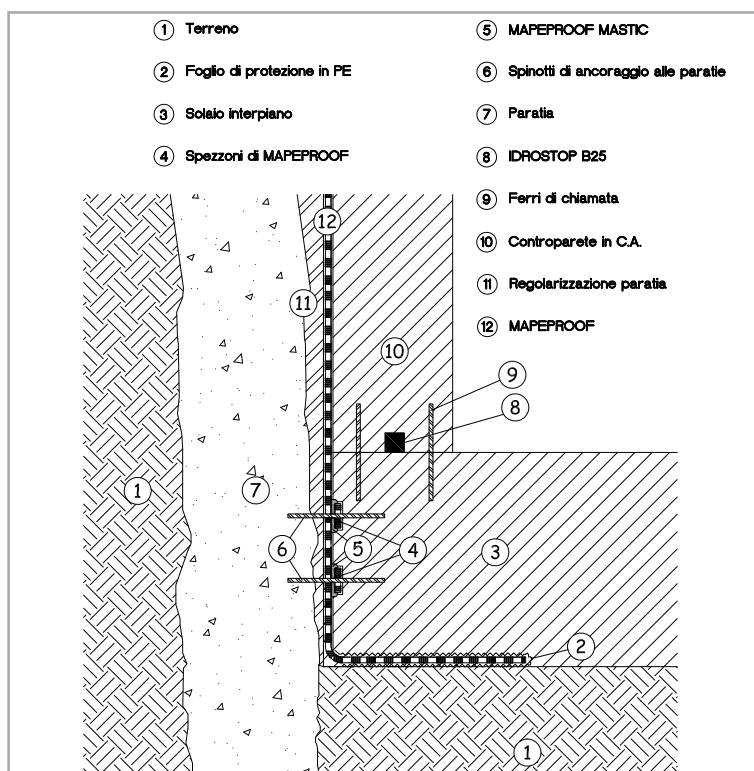 1 Terreno
2 Foglio di protezione in PE
3 Solaio interpiano
4 Spezzoni di MAPEPROOF
5 MAPEPROOF MASTIC
6 Spinotti di ancoraggio alle paratie
7 Paratia
8 IDROSTOP B25
9 Ferri di chiamata
10 Controparete in C.A.
11 Regolarizzazione paratia
12 MAPEPROOF
12
11
10
9
8
1
7
6
5
4
3
2
1